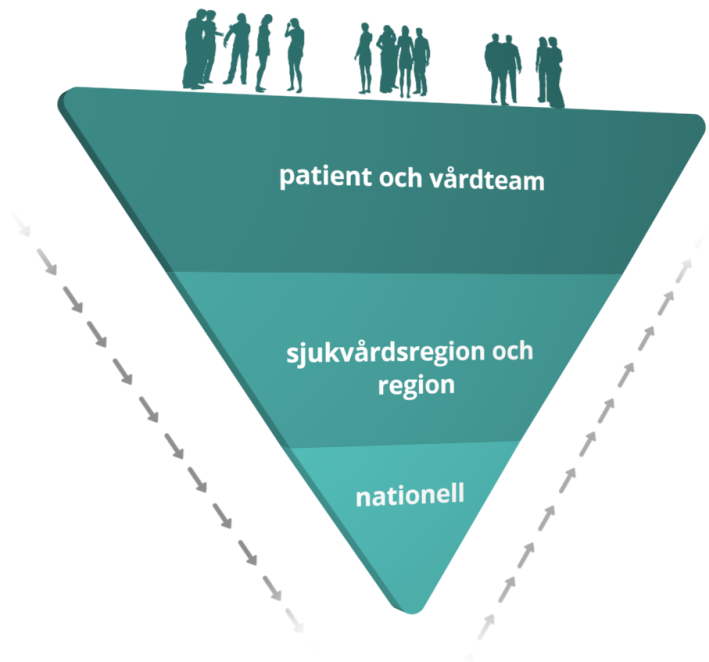 patient och vårdteam
sjukvårdsregion och
region
nationell